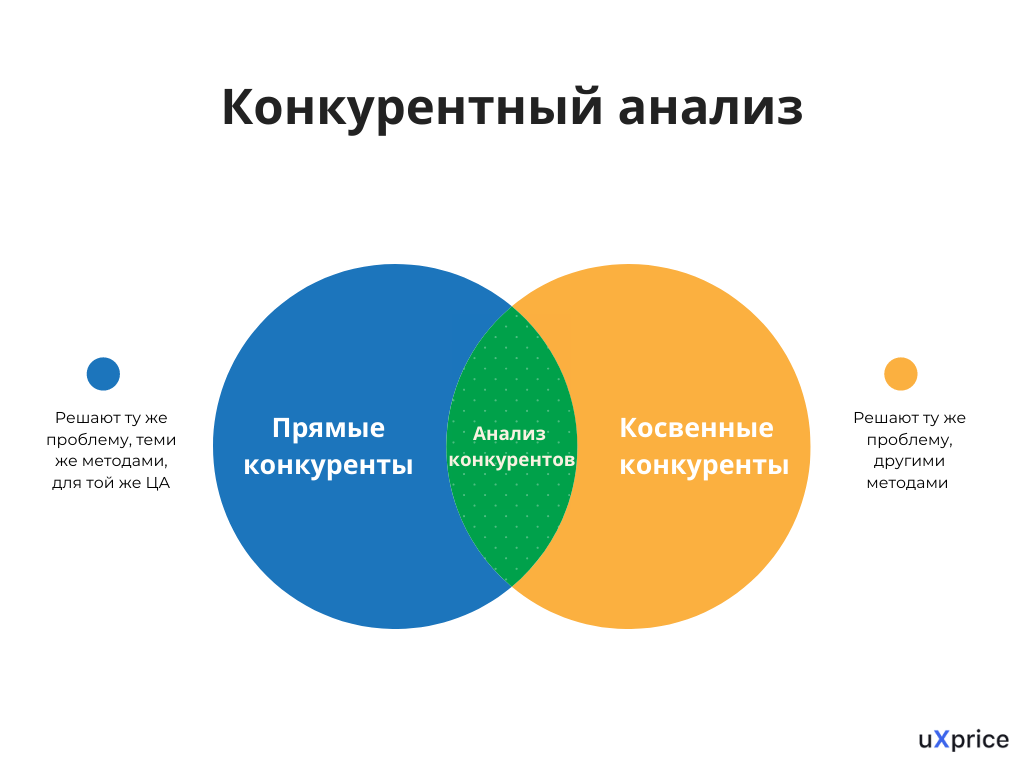 Конкурентный анализ
Решают ту же
проблему, теми
же методами,
для той же ЦА
Прямые
конкуренты
Анализ
конкурентов
Косвенные
конкуренты
Решают ту же
проблему,
другими
методами
uXprice